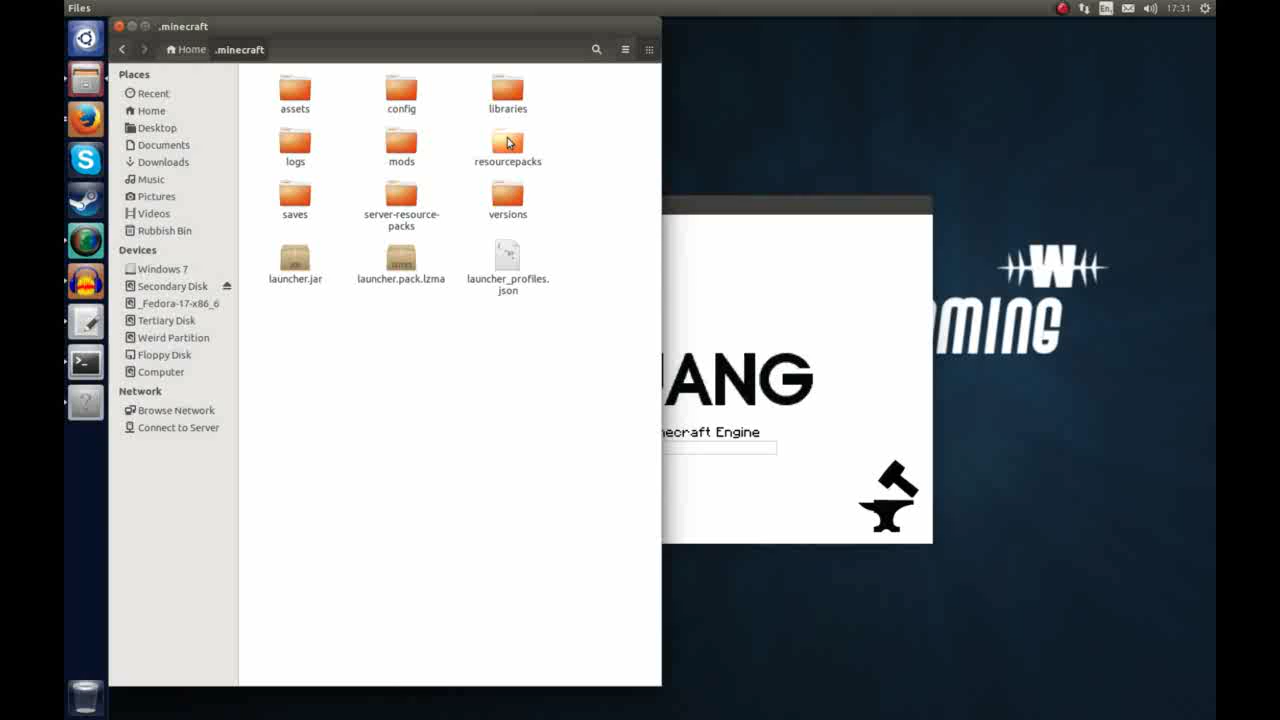 Files
En
17:31
.minecraft
Home
.minecraft
Places
Recent
Home
Desktop
Documents
Downloads
Music
Pictures
Videos
Rubbish Bin
Devices
Windows 7
Secondary Disk
_Fedora-17-x86_6
Tertiary Disk
Weird Partition
Floppy Disk
Computer
Network
Browse Network
Connect to Server
assets
config
libraries
logs
mods
resourcepacks
saves
server-resource-
packs
versions
launcher.jar
launcher.pack.lzma
launcher_profiles.
json
ANG
necraft Engine
W
MING